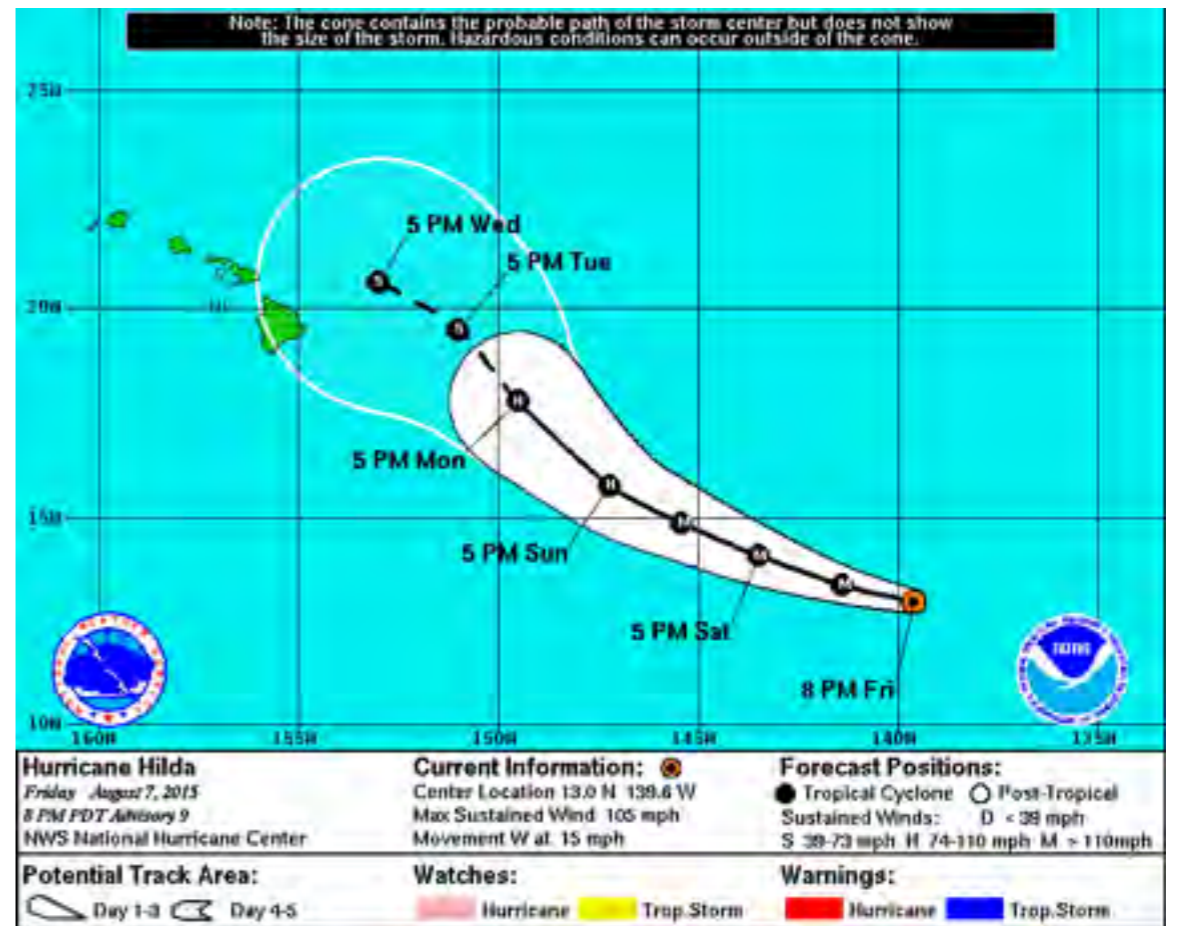 Note: The cone contains the probable path of the storm center but does not show
the size of the storm. Hazardous conditions can occur outside of the cone.
25N
5 PM Wed
S
5 PM Tue
S
20N
H
5 PM Mon
H
15N
M
5 PM Sun
M
M
5 PM Sat
NOAA
8 PM Fri
10N
160W 155W 150W 145W 140W 135W
Hurricane Hilda
Friday August 7, 2015
8 PM PDT Advisory 9
NWS National Hurricane Center
Current Information:
Center Location 13.0 N 139.6 W
Max Sustained Wind 105 mph
Movement W at 15 mph
Forecast Positions:
Tropical Cyclone Post-Tropical
Sustained Winds: D < 39 mph
S 39-73 mph H 74-110 mph M > 110mph
Potential Track Area:
Day 1-3 Day 4-5
Watches:
Hurricane Trop.Storm
Warnings:
Hurricane Trop.Storm